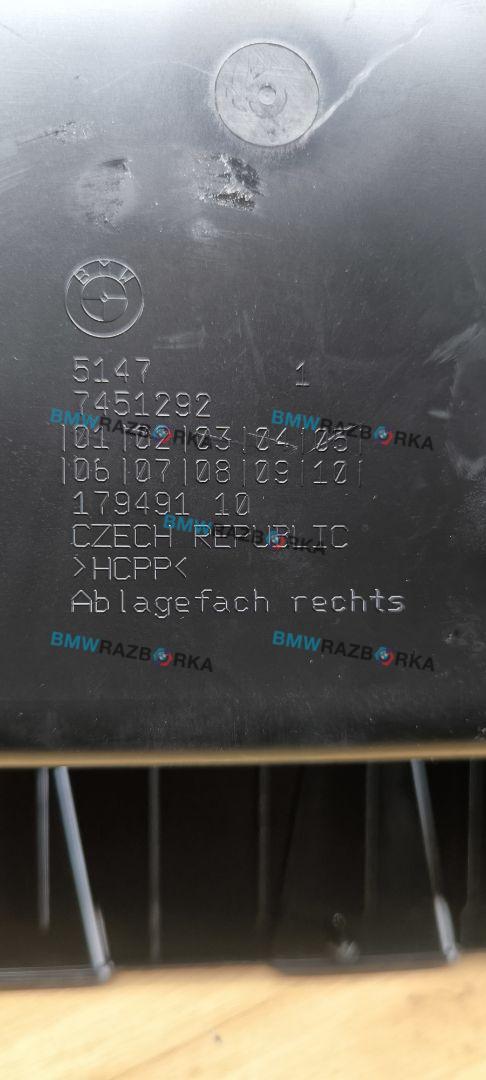 BMW
5147 1
7451292
BMWRAZBORKA BMWRAZBORKA
|01|02|03|04|05|
|06|07|08|09|10|
179491 10
BMWRAZBORKA
CZECH REPUBLIC
>HCPP<
Ablagefach rechts
BMWRAZBORKA BMWRAZBORKA